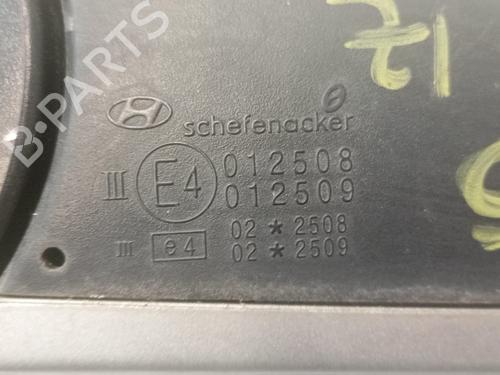 B-PARTS
schefenacker
III E4 012508
012509
02 * 2508
III e4 02 * 2509